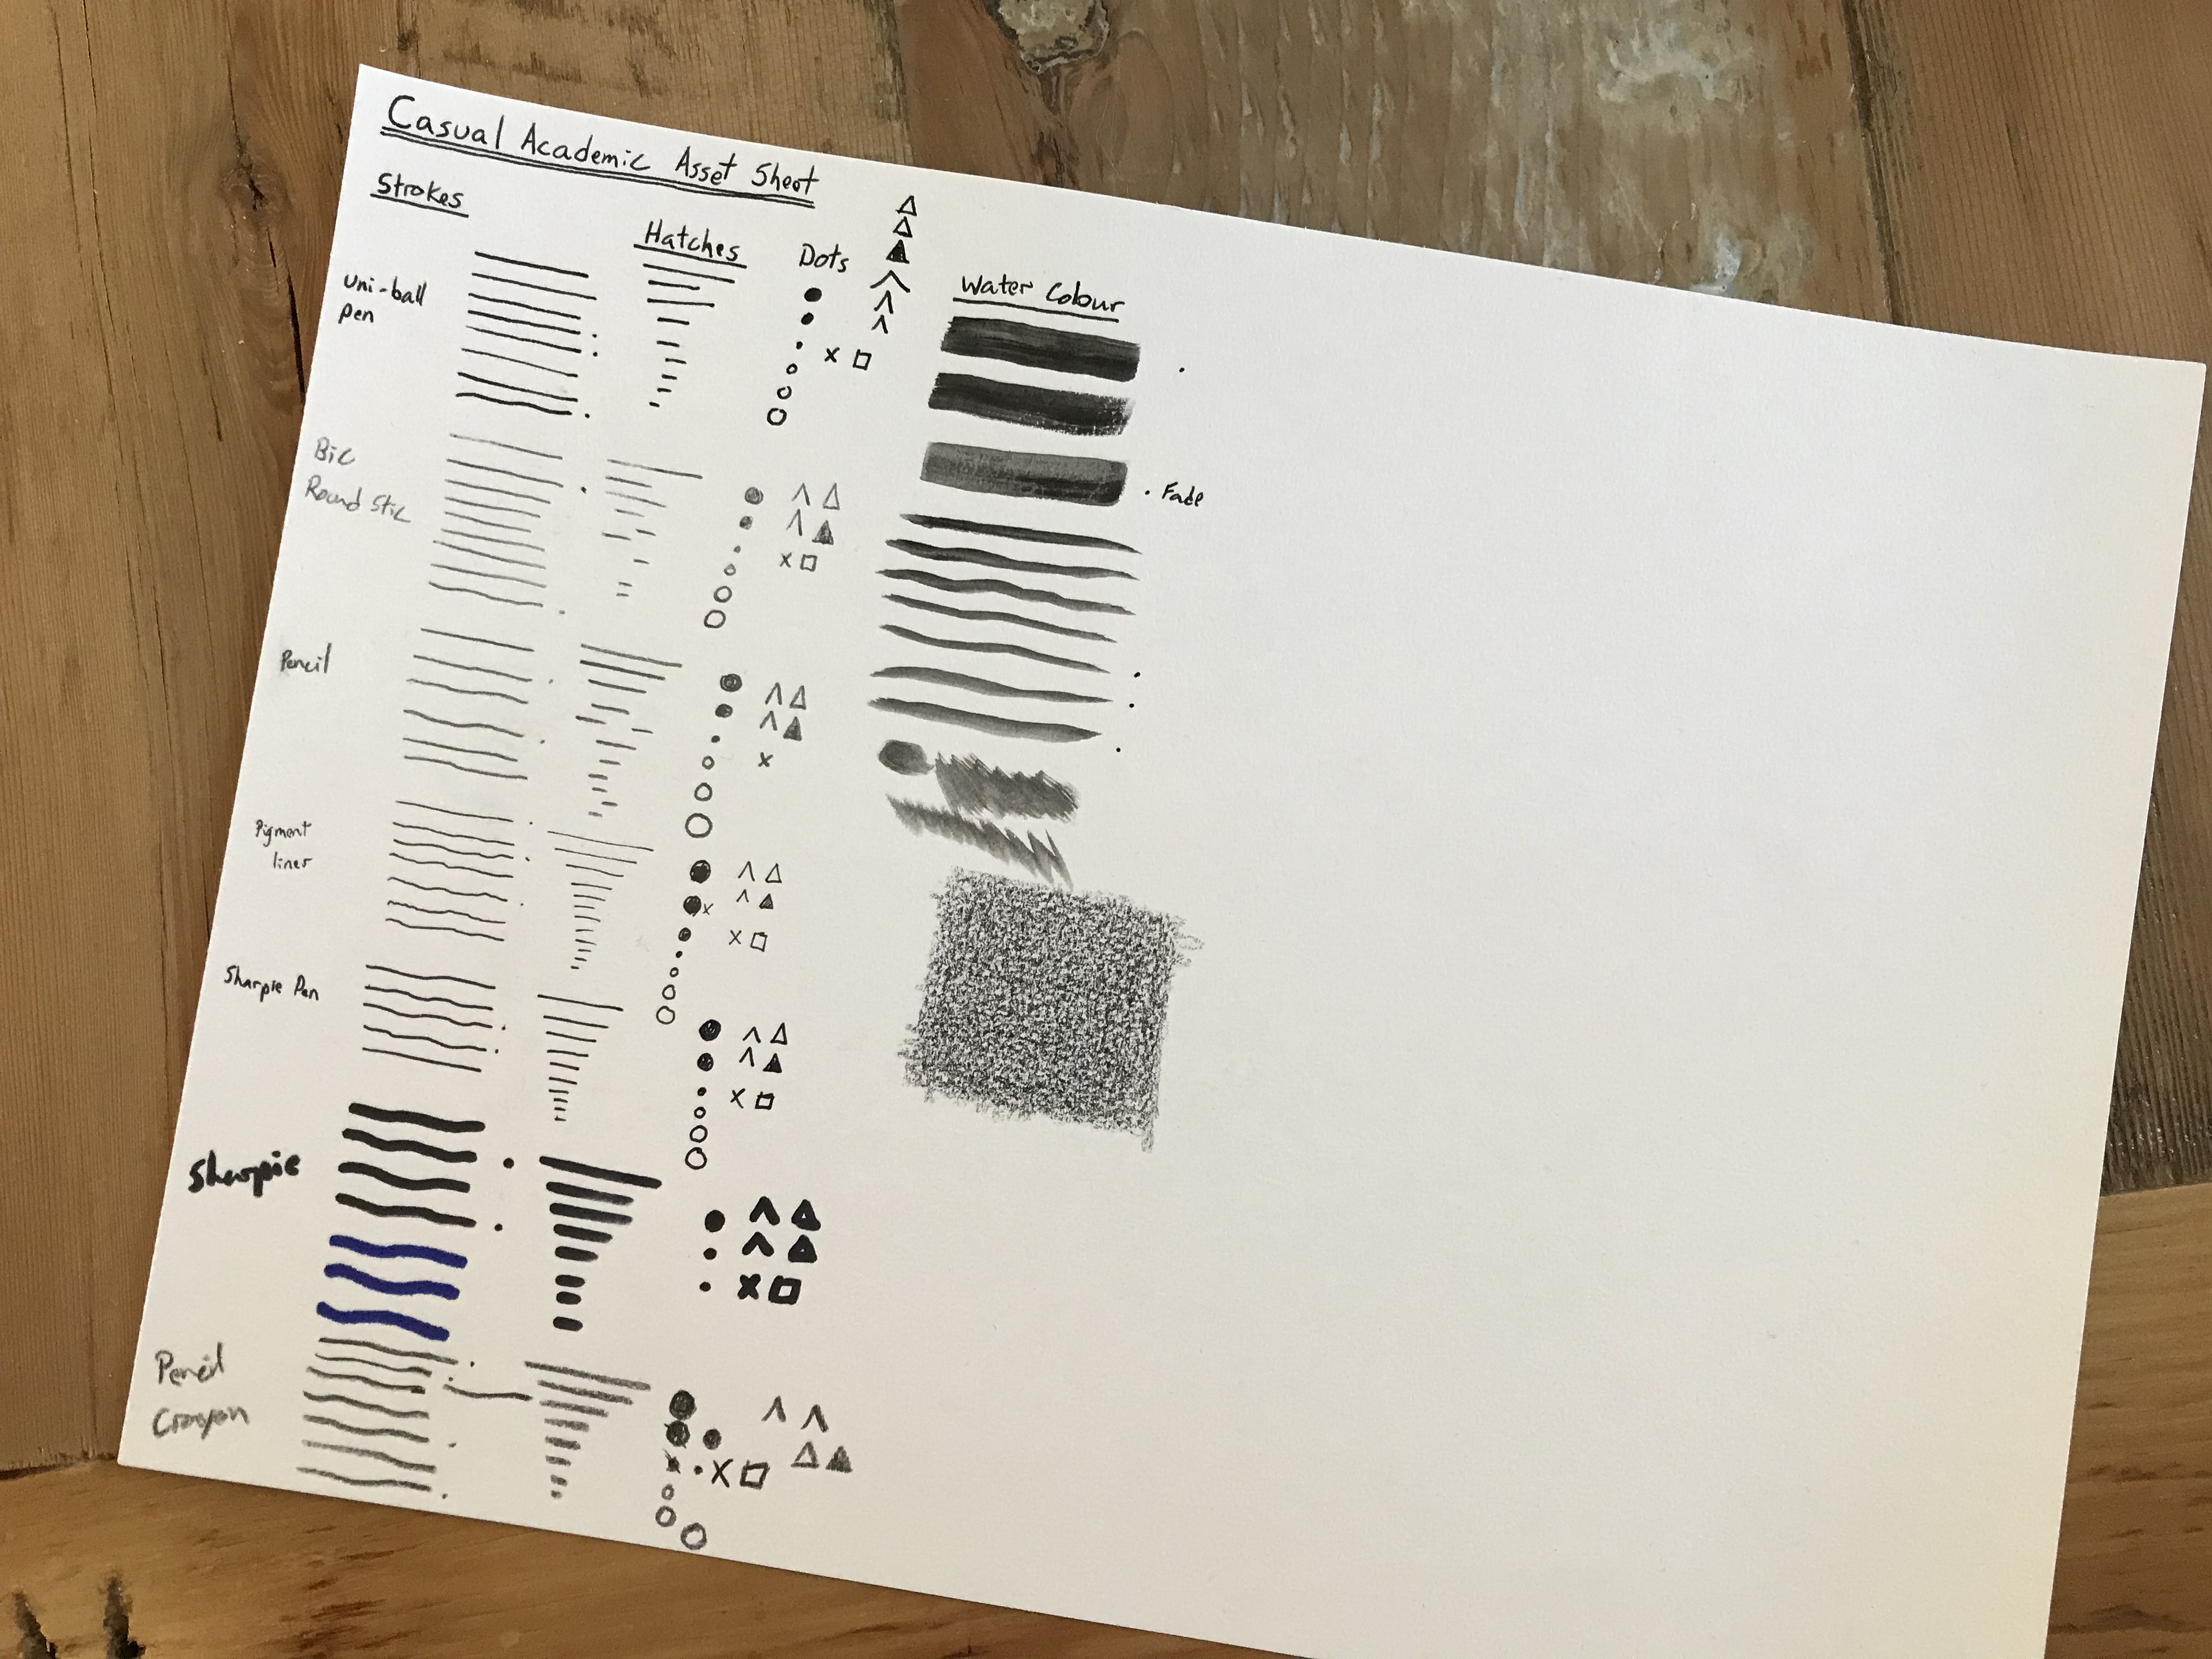 Casual Academic Asset Sheet
Strokes
Hatches
Dots
Water Colour
Uni-ball
Pen
Fade
Bic
Round Stic
Pencil
Pigment
liner
Sharpie Pen
Sharpie
Pencil
Crayon